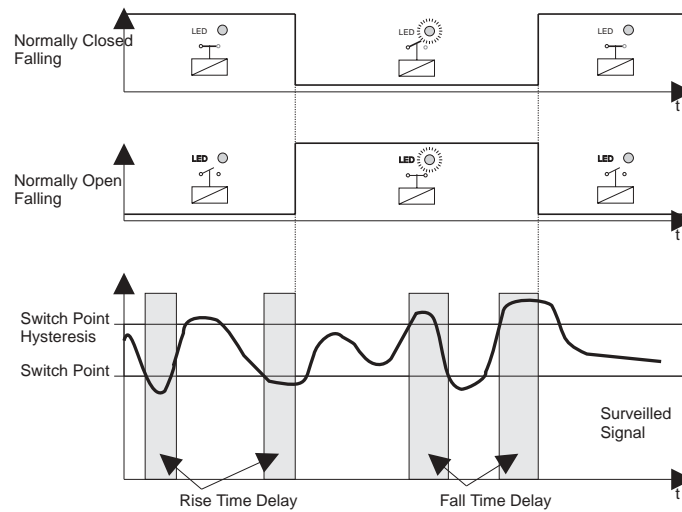 Normally Closed
Falling
LED
LED
LED
t
Normally Open
Falling
LED
LED
LED
t
Switch Point
Hysteresis
Switch Point
Surveilled
Signal
Rise Time Delay
Fall Time Delay
t